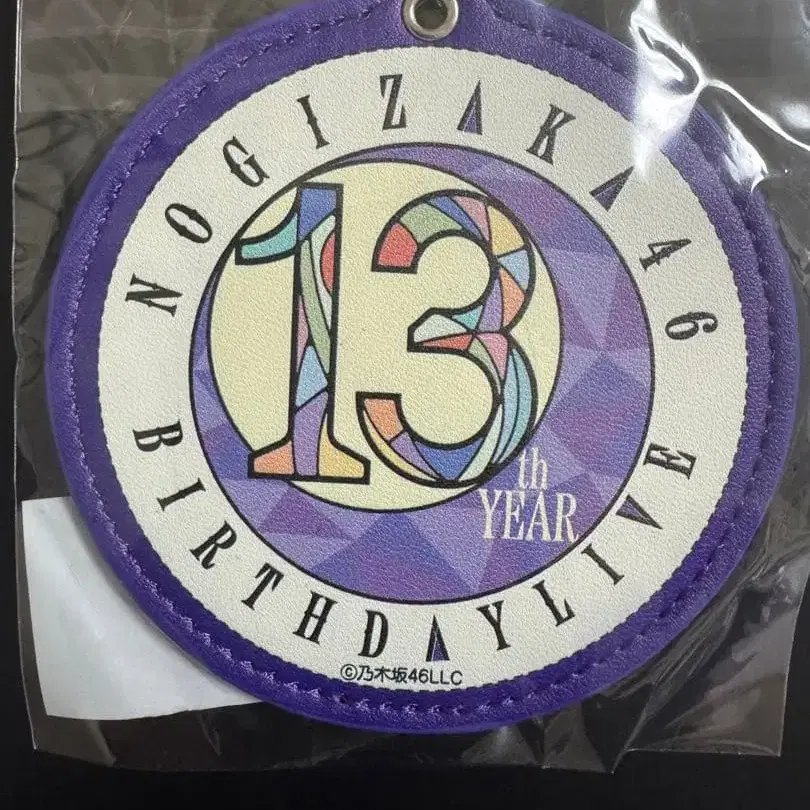 NOGIZAKA46
13
th
YEAR
BIRTHDAY LIVE
©乃木坂46LLC